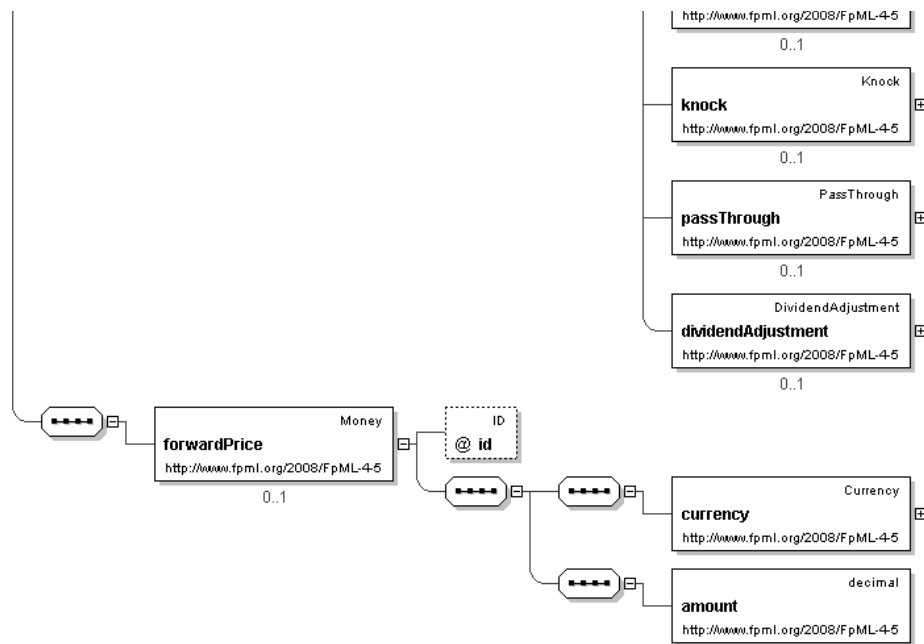 http://www.fpml.org/2008/FpML-4-5
0..1
Knock
knock
http://www.fpml.org/2008/FpML-4-5
0..1
PassThrough
passThrough
http://www.fpml.org/2008/FpML-4-5
0..1
DividendAdjustment
dividendAdjustment
http://www.fpml.org/2008/FpML-4-5
0..1
Money
forwardPrice
http://www.fpml.org/2008/FpML-4-5
0..1
ID
@ id
Currency
currency
http://www.fpml.org/2008/FpML-4-5
decimal
amount
http://www.fpml.org/2008/FpML-4-5